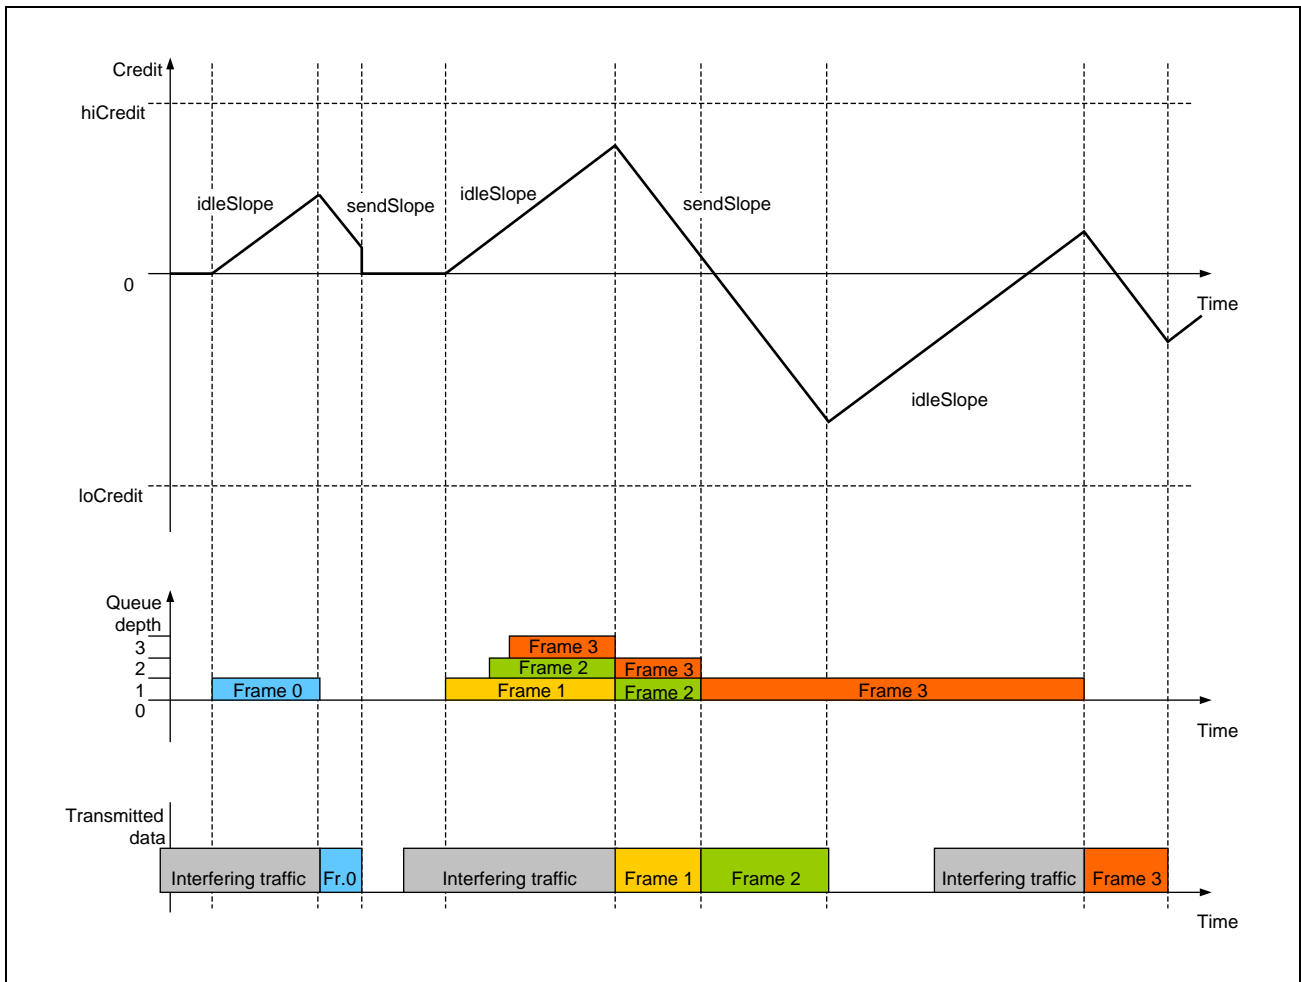 Credit
hiCredit
idleSlope
sendSlope
idleSlope
sendSlope
0
Time
idleSlope
loCredit
Queue
depth
3
2
1
0
Frame 3
Frame 2
Frame 3
Frame 0
Frame 1
Frame 2
Frame 3
Time
Transmitted
data
Interfering traffic
Fr.0
Interfering traffic
Frame 1
Frame 2
Interfering traffic
Frame 3
Time